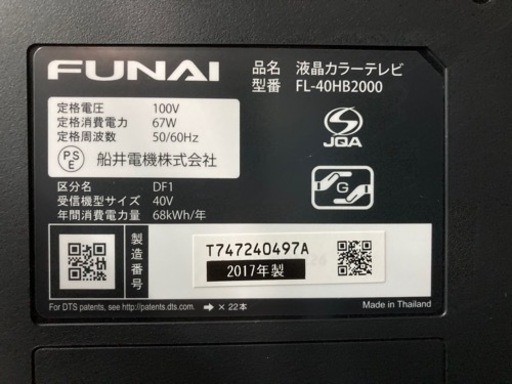 FUNAI
品名 液晶カラーテレビ
型番 FL-40HB2000
定格電圧 100V
定格消費電力 67W
定格周波数 50/60Hz
PSE 船井電機株式会社
JQA
G
区分名 DF1
受信機型サイズ 40V
年間消費電力量 68kWh/年
製造番号
T747240497A
2017年製
For DTS patents, see http://patents.dts.com.
→ × 22本
Made in Thailand